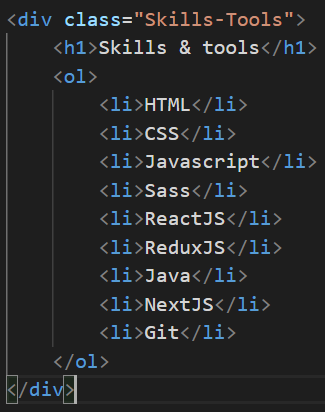 <div class="Skills-Tools">
    <h1>Skills & tools</h1>
    <ol>
        <li>HTML</li>
        <li>CSS</li>
        <li>Javascript</li>
        <li>Sass</li>
        <li>ReactJS</li>
        <li>ReduxJS</li>
        <li>Java</li>
        <li>NextJS</li>
        <li>Git</li>
    </ol>
</div>